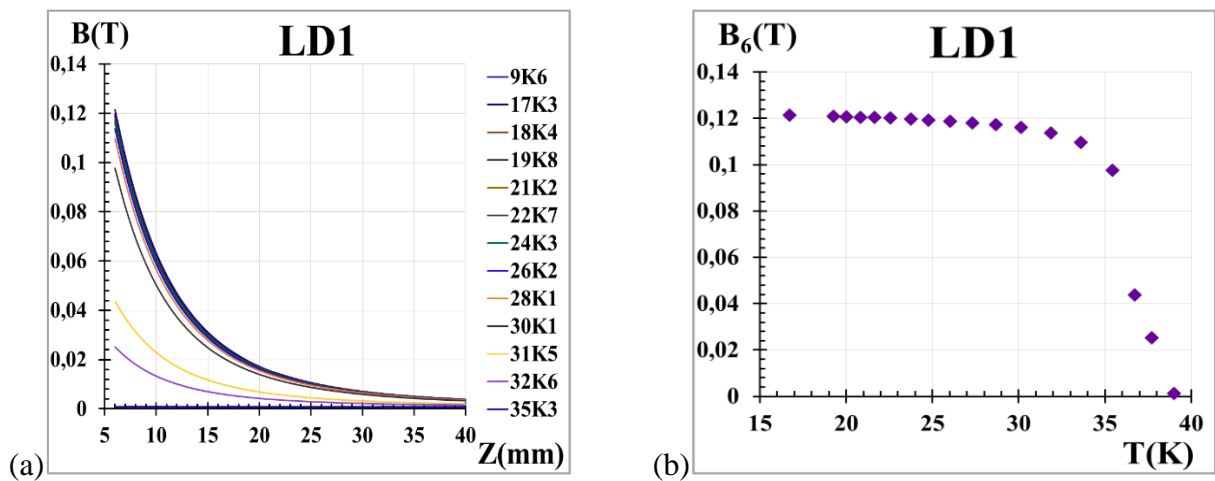 B(T)
LD1
0,14
0,12
0,1
0,08
0,06
0,04
0,02
0
5
10
15
20
25
30
35
40
Z(mm)
9K6
17K3
18K4
19K8
21K2
22K7
24K3
26K2
28K1
30K1
31K5
32K6
35K3
(a)
B₆(T)
LD1
0,14
0,12
0,1
0,08
0,06
0,04
0,02
0
15
20
25
30
35
40
T(K)
(b)